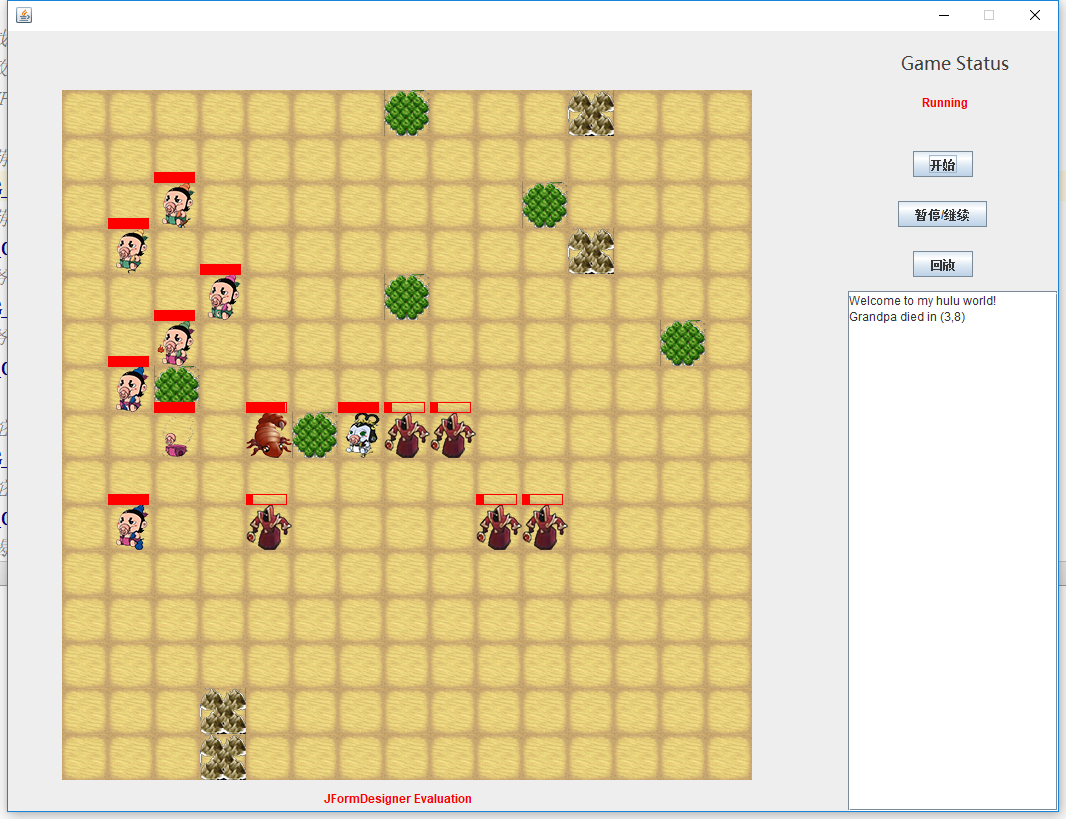 Game Status
Running
开始
暂停/继续
回放
Welcome to my hulu world!
Grandpa died in (3,8)
JFormDesigner Evaluation